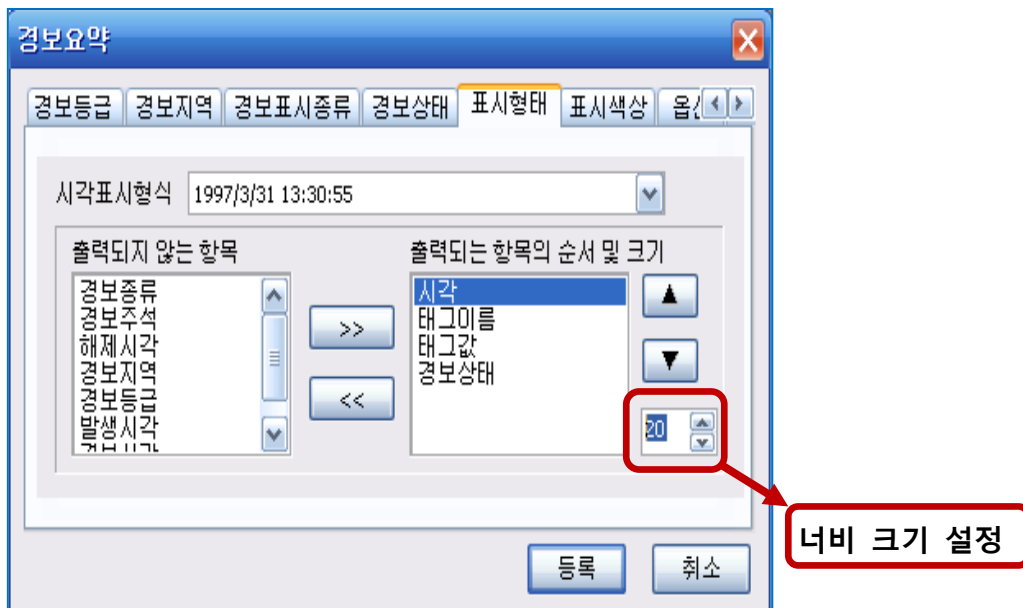 경보요약
경보등급 경보지역 경보표시종류 경보상태 표시형태 표시색상
시각표시형식 1997/3/31 13:30:55
출력되지 않는 항목 출력되는 항목의 순서 및 크기
경보종류
경보주석
해제시각
경보지역
경보등급
발생시각
>>
<<
시각
태그이름
태그값
경보상태
▲
▼
20
너비 크기 설정
등록 취소